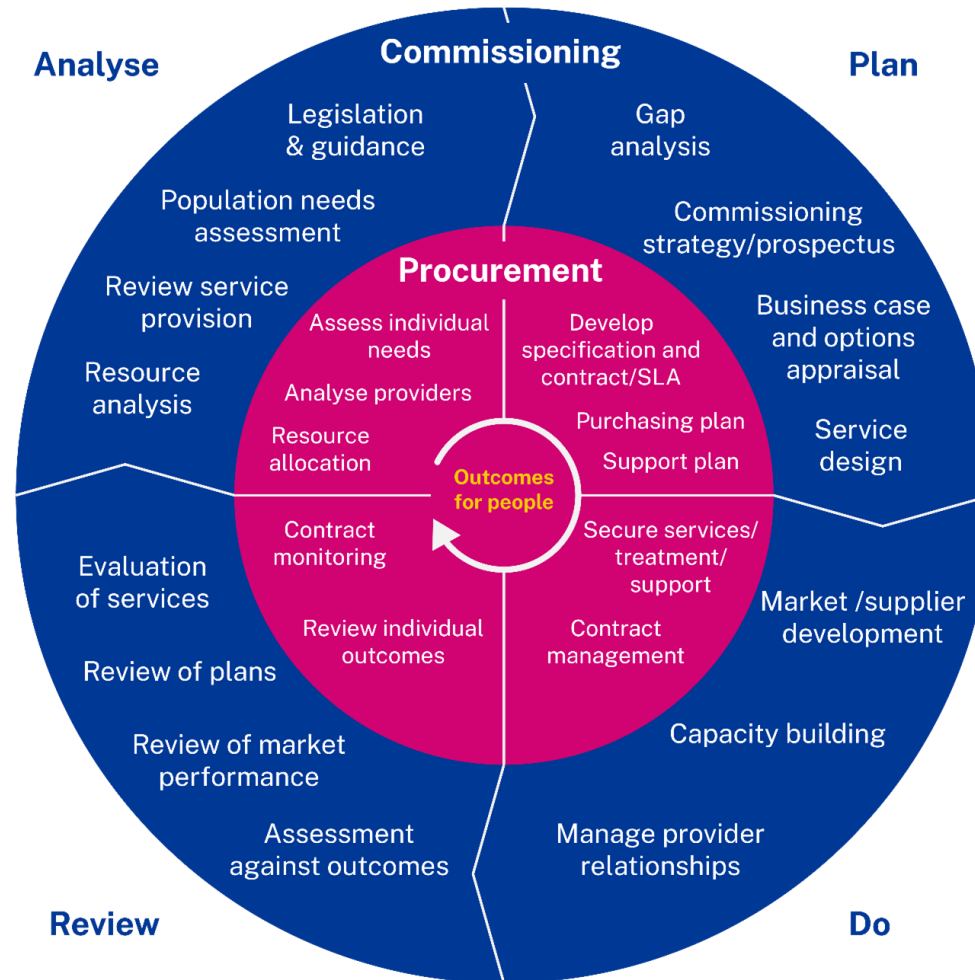 Analyse
Commissioning
Plan
Legislation
& guidance
Population needs
assessment
Review service
provision
Resource
analysis
Gap
analysis
Commissioning
strategy/prospectus
Business case
and options
appraisal
Service
design
Procurement
Assess individual
needs
Analyse providers
Resource
allocation
Develop
specification and
contract/SLA
Purchasing plan
Support plan
Outcomes
for people
Contract
monitoring
Review individual
outcomes
Secure services/
treatment/
support
Contract
management
Evaluation
of services
Review of plans
Review of market
performance
Assessment
against outcomes
Market /supplier
development
Capacity building
Manage provider
relationships
Review
Do